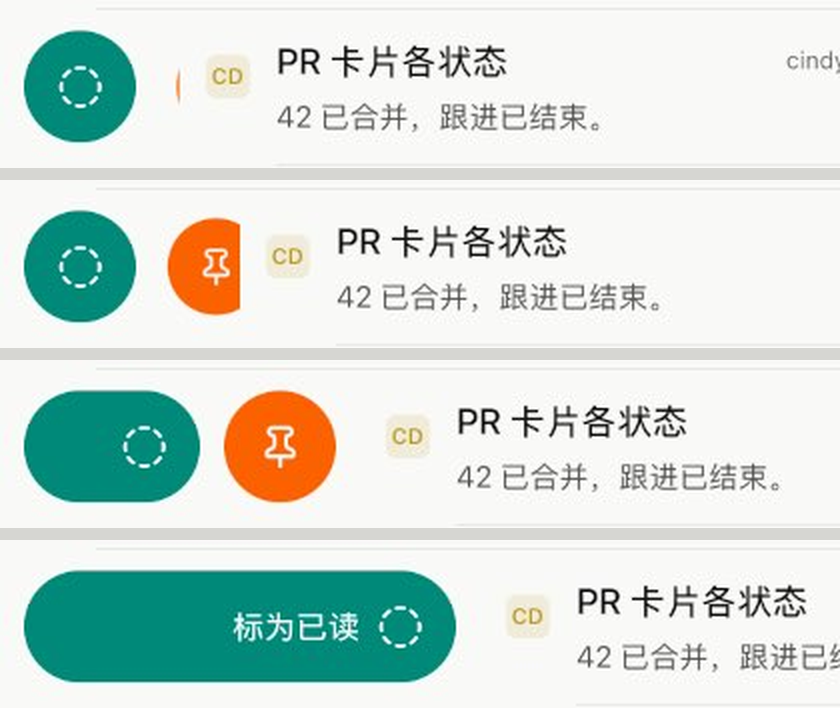 CD PR 卡片各状态 cindy
42 已合并，跟进已结束。
CD PR 卡片各状态
42 已合并，跟进已结束。
CD PR 卡片各状态
42 已合并，跟进已结束。
标为已读 CD PR 卡片各状态
42 已合并，跟进已